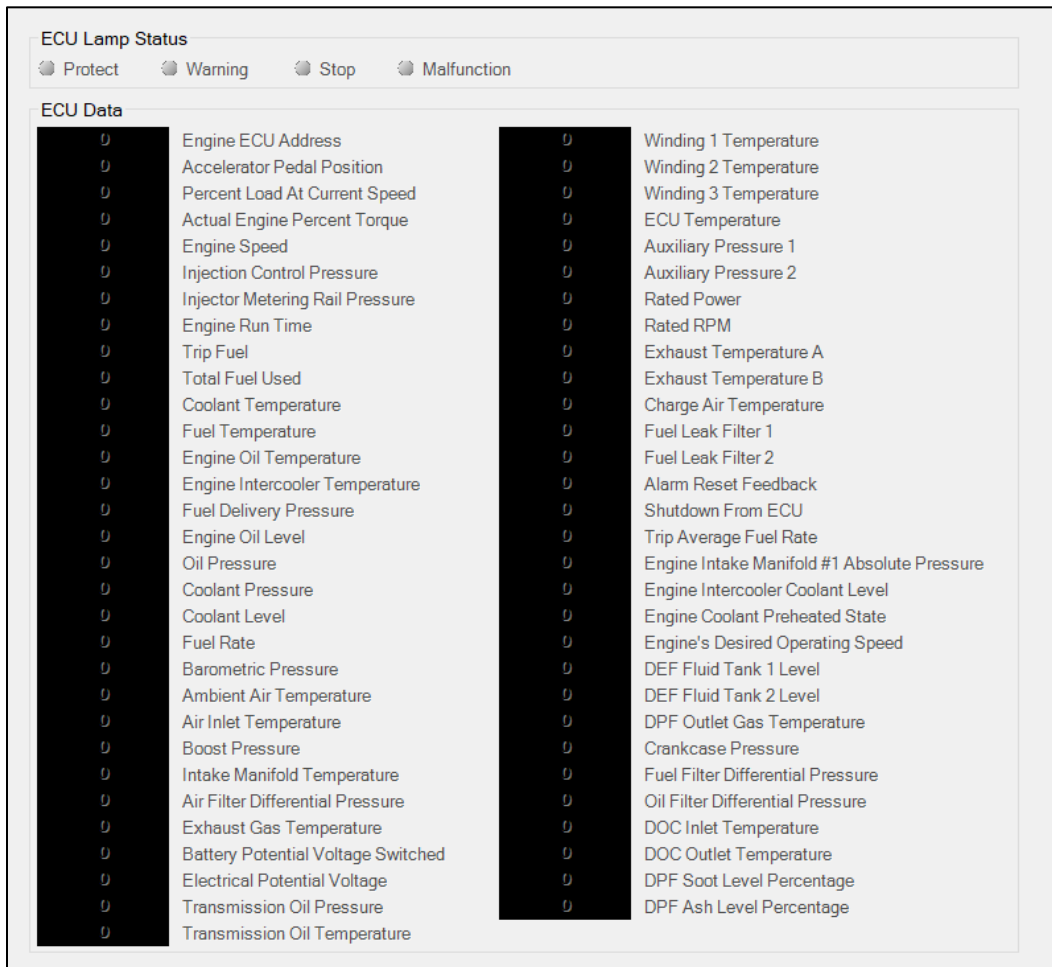 ECU Lamp Status
Protect Warning Stop Malfunction
ECU Data
0 Engine ECU Address
0 Accelerator Pedal Position
0 Percent Load At Current Speed
0 Actual Engine Percent Torque
0 Engine Speed
0 Injection Control Pressure
0 Injector Metering Rail Pressure
0 Engine Run Time
0 Trip Fuel
0 Total Fuel Used
0 Coolant Temperature
0 Fuel Temperature
0 Engine Oil Temperature
0 Engine Intercooler Temperature
0 Fuel Delivery Pressure
0 Engine Oil Level
0 Oil Pressure
0 Coolant Pressure
0 Coolant Level
0 Fuel Rate
0 Barometric Pressure
0 Ambient Air Temperature
0 Air Inlet Temperature
0 Boost Pressure
0 Intake Manifold Temperature
0 Air Filter Differential Pressure
0 Exhaust Gas Temperature
0 Battery Potential Voltage Switched
0 Electrical Potential Voltage
0 Transmission Oil Pressure
0 Transmission Oil Temperature
0 Winding 1 Temperature
0 Winding 2 Temperature
0 Winding 3 Temperature
0 ECU Temperature
0 Auxiliary Pressure 1
0 Auxiliary Pressure 2
0 Rated Power
0 Rated RPM
0 Exhaust Temperature A
0 Exhaust Temperature B
0 Charge Air Temperature
0 Fuel Leak Filter 1
0 Fuel Leak Filter 2
0 Alarm Reset Feedback
0 Shutdown From ECU
0 Trip Average Fuel Rate
0 Engine Intake Manifold #1 Absolute Pressure
0 Engine Intercooler Coolant Level
0 Engine Coolant Preheated State
0 Engine's Desired Operating Speed
0 DEF Fluid Tank 1 Level
0 DEF Fluid Tank 2 Level
0 DPF Outlet Gas Temperature
0 Crankcase Pressure
0 Fuel Filter Differential Pressure
0 Oil Filter Differential Pressure
0 DOC Inlet Temperature
0 DOC Outlet Temperature
0 DPF Soot Level Percentage
0 DPF Ash Level Percentage